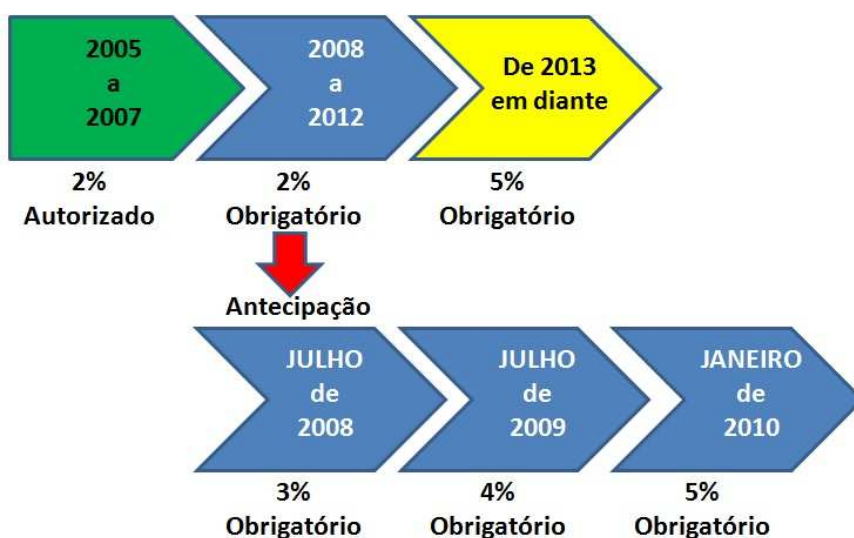 2005
a
2007
2008
a
2012
De 2013
em diante
2%
Autorizado
2%
Obrigatório
5%
Obrigatório
Antecipação
JULHO
de
2008
JULHO
de
2009
JANEIRO
de
2010
3%
Obrigatório
4%
Obrigatório
5%
Obrigatório